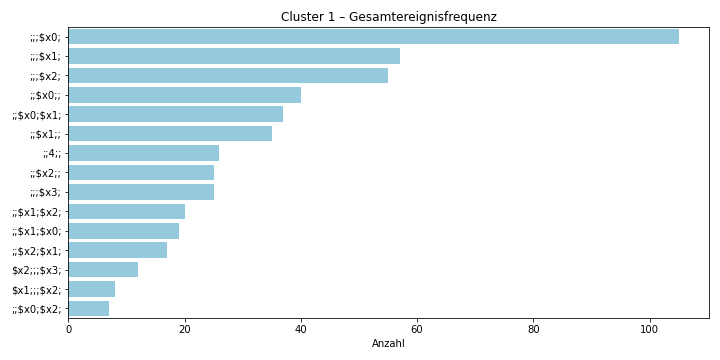 Cluster 1 – Gesamtereignisfrequenz
;;;$x0;
;;;$x1;
;;;$x2;
;;$x0;;
;;$x0;$x1;
;;$x1;;
;;4;;
;;$x2;;
;;;$x3;
;;$x1;$x2;
;;$x1;$x0;
;;$x2;$x1;
$x2;;;$x3;
$x1;;;$x2;
;;$x0;$x2;
0 20 40 60 80 100
Anzahl